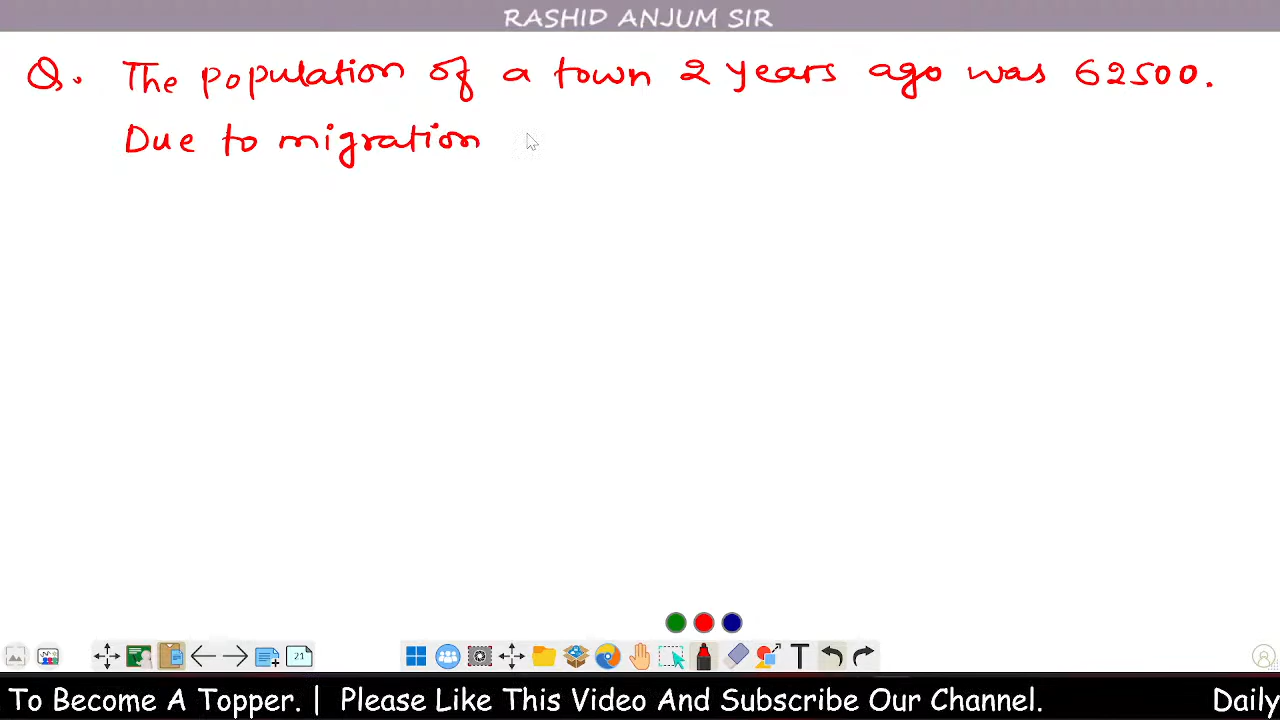 RASHID ANJUM SIR
Q. The population of a town 2 years ago was 62500.
Due to migration
21
To Become A Topper. | Please Like This Video And Subscribe Our Channel. Daily